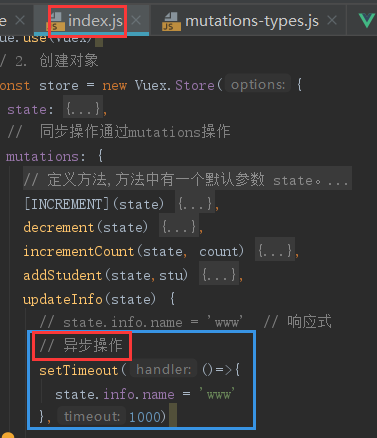 e index.js mutations-types.js
ue.use(Vuex)
/ 2. 创建对象
onst store = new Vuex.Store( options: {
state: {...},
// 同步操作通过mutations操作
mutations: {
// 定义方法,方法中有一个默认参数 state。...
[INCREMENT](state) {...},
decrement(state) {...},
incrementCount(state, count) {...},
addStudent(state,stu) {...},
updateInfo(state) {
// state.info.name = 'www' // 响应式
// 异步操作
setTimeout( handler: ()=>{
state.info.name = 'www'
}, timeout: 1000)